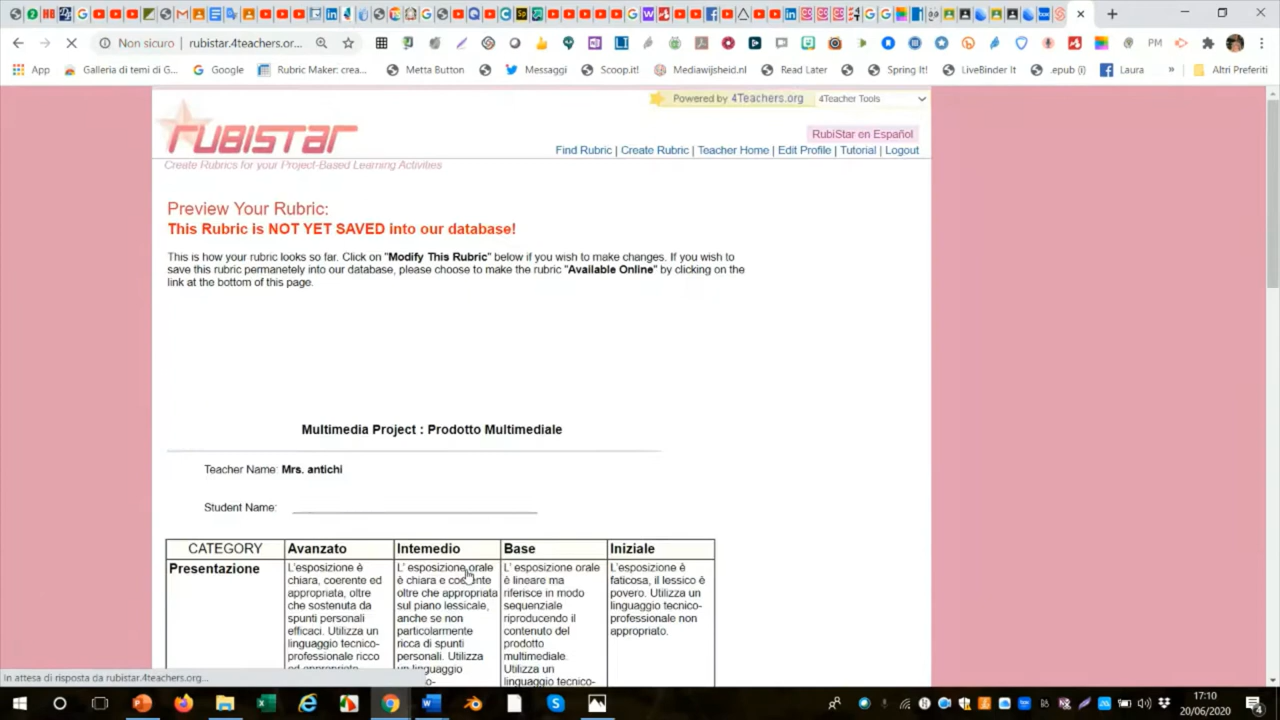 Non sicuro | rubistar.4teachers.or...
PM
App
Galleria di temi di G...
Google
Rubric Maker: crea...
Metta Button
Messaggi
Scoop.it!
Mediawijsheid.nl
Read Later
Spring It!
LiveBinder It
.epub (i)
Laura
»
Altri Preferiti
Powered by 4Teachers.org
4Teacher Tools
RUBISTAR
Create Rubrics for your Project-Based Learning Activities
RubiStar en Español
Find Rubric | Create Rubric | Teacher Home | Edit Profile | Tutorial | Logout
Preview Your Rubric:
This Rubric is NOT YET SAVED into our database!
This is how your rubric looks so far. Click on "Modify This Rubric" below if you wish to make changes. If you wish to
save this rubric permanetely into our database, please choose to make the rubric "Available Online" by clicking on the
link at the bottom of this page.
Multimedia Project : Prodotto Multimediale
Teacher Name: Mrs. antichi
Student Name:
CATEGORY
Avanzato
Intemedio
Base
Iniziale
Presentazione
L'esposizione è
chiara, coerente ed
appropriata, oltre
che sostenuta da
spunti personali
efficaci. Utilizza un
linguaggio tecnico-
professionale ricco
ed appropriato
L' esposizione orale
è chiara e coerente
oltre che appropriata
sul piano lessicale,
anche se non
particolarmente
ricca di spunti
personali. Utilizza
un linguaggio
L' esposizione orale
è lineare ma
riferisce in modo
sequenziale
riproducendo il
contenuto del
prodotto
multimediale.
Utilizza un
linguaggio tecnico-
L'esposizione è
faticosa, il lessico è
povero. Utilizza un
linguaggio tecnico-
professionale non
appropriato.
In attesa di risposta da rubistar.4teachers.org...
17:10
20/06/2020
4